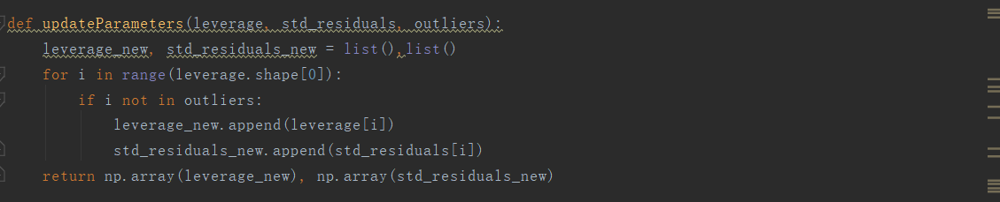 def updateParameters(leverage, std_residuals, outliers):
    leverage_new, std_residuals_new = list(),list()
    for i in range(leverage.shape[0]):
        if i not in outliers:
            leverage_new.append(leverage[i])
            std_residuals_new.append(std_residuals[i])
    return np.array(leverage_new), np.array(std_residuals_new)